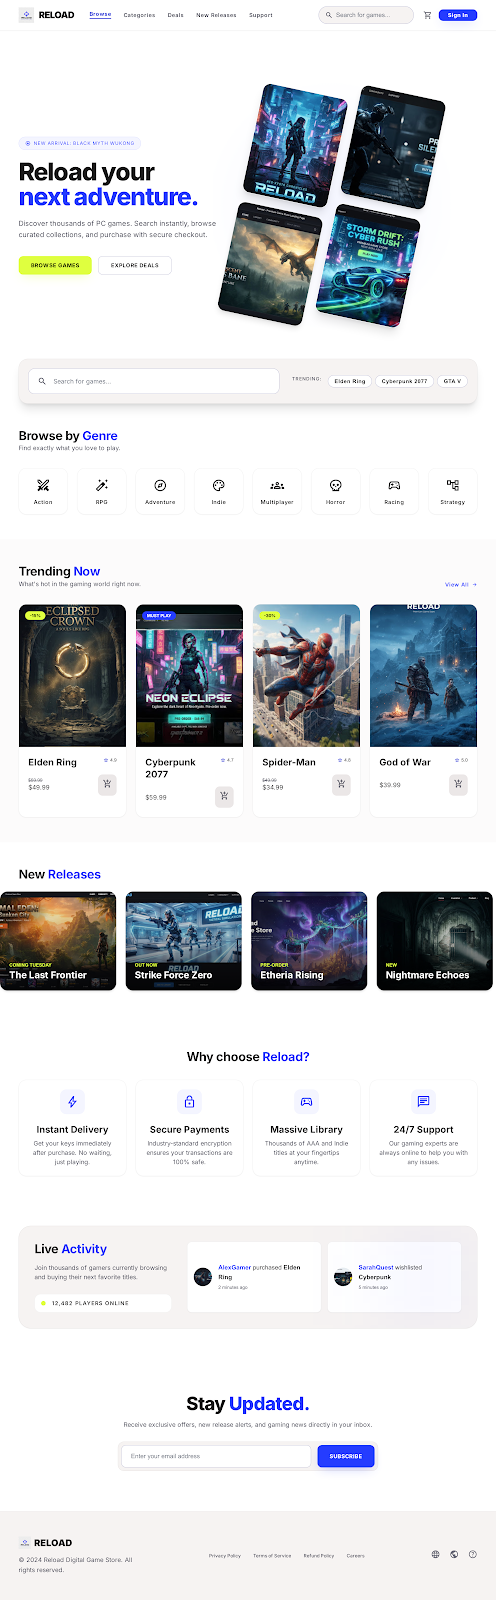 RELOAD
Browse
Categories
Deals
New Releases
Support
Search for games...
Sign In
NEW ARRIVAL: BLACK MYTH WUKONG
Reload your
next adventure.
Discover thousands of PC games. Search instantly, browse
curated collections, and purchase with secure checkout.
BROWSE GAMES
EXPLORE DEALS
RELOAD
STORM DRIFT:
CYBER RUSH
Search for games...
TRENDING:
Elden Ring
Cyberpunk 2077
GTA V
Browse by Genre
Find exactly what you love to play.
Action
RPG
Adventure
Indie
Multiplayer
Horror
Racing
Strategy
Trending Now
What's hot in the gaming world right now.
View All →
-15%
ECLIPSED
CROWN
MUST PLAY
NEON ECLIPSE
-30%
RELOAD
Elden Ring
4.9
$59.99
$49.99
Cyberpunk
2077
4.7
$59.99
Spider-Man
4.8
$49.99
$34.99
God of War
5.0
$39.99
New Releases
COMING TUESDAY
The Last Frontier
RELOAD
OUT NOW
Strike Force Zero
PRE-ORDER
Etheria Rising
NEW
Nightmare Echoes
Why choose Reload?
Instant Delivery
Get your keys immediately
after purchase. No waiting,
just playing.
Secure Payments
Industry-standard encryption
ensures your transactions are
100% safe.
Massive Library
Thousands of AAA and Indie
titles at your fingertips
anytime.
24/7 Support
Our gaming experts are
always online to help you with
any issues.
Live Activity
Join thousands of gamers currently browsing
and buying their next favorite titles.
12,482 PLAYERS ONLINE
AlexGamer purchased Elden
Ring
2 minutes ago
SarahQuest wishlisted
Cyberpunk
5 minutes ago
Stay Updated.
Receive exclusive offers, new release alerts, and gaming news directly in your inbox.
Enter your email address
SUBSCRIBE
RELOAD
© 2024 Reload Digital Game Store. All
rights reserved.
Privacy Policy
Terms of Service
Refund Policy
Careers